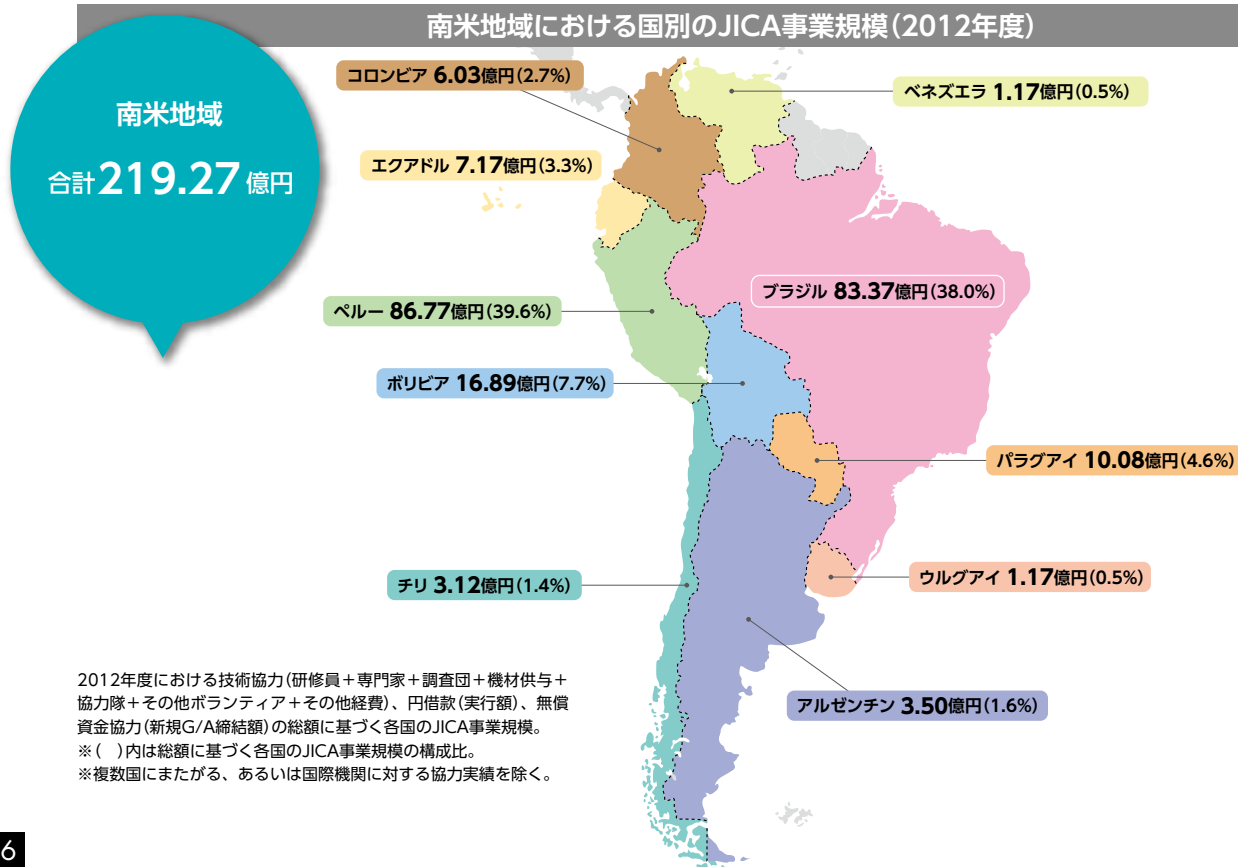 南米地域における国別のJICA事業規模（2012年度）
南米地域
合計219.27億円
コロンビア 6.03億円（2.7%）
ベネズエラ 1.17億円（0.5%）
エクアドル 7.17億円（3.3%）
ブラジル 83.37億円（38.0%）
ペルー 86.77億円（39.6%）
ボリビア 16.89億円（7.7%）
パラグアイ 10.08億円（4.6%）
チリ 3.12億円（1.4%）
ウルグアイ 1.17億円（0.5%）
アルゼンチン 3.50億円（1.6%）
2012年度における技術協力（研修員＋専門家＋調査団＋機材供与＋
協力隊＋その他ボランティア＋その他経費）、円借款（実行額）、無償
資金協力（新規G/A締結額）の総額に基づく各国のJICA事業規模。
※（　）内は総額に基づく各国のJICA事業規模の構成比。
※複数国にまたがる、あるいは国際機関に対する協力実績を除く。
6